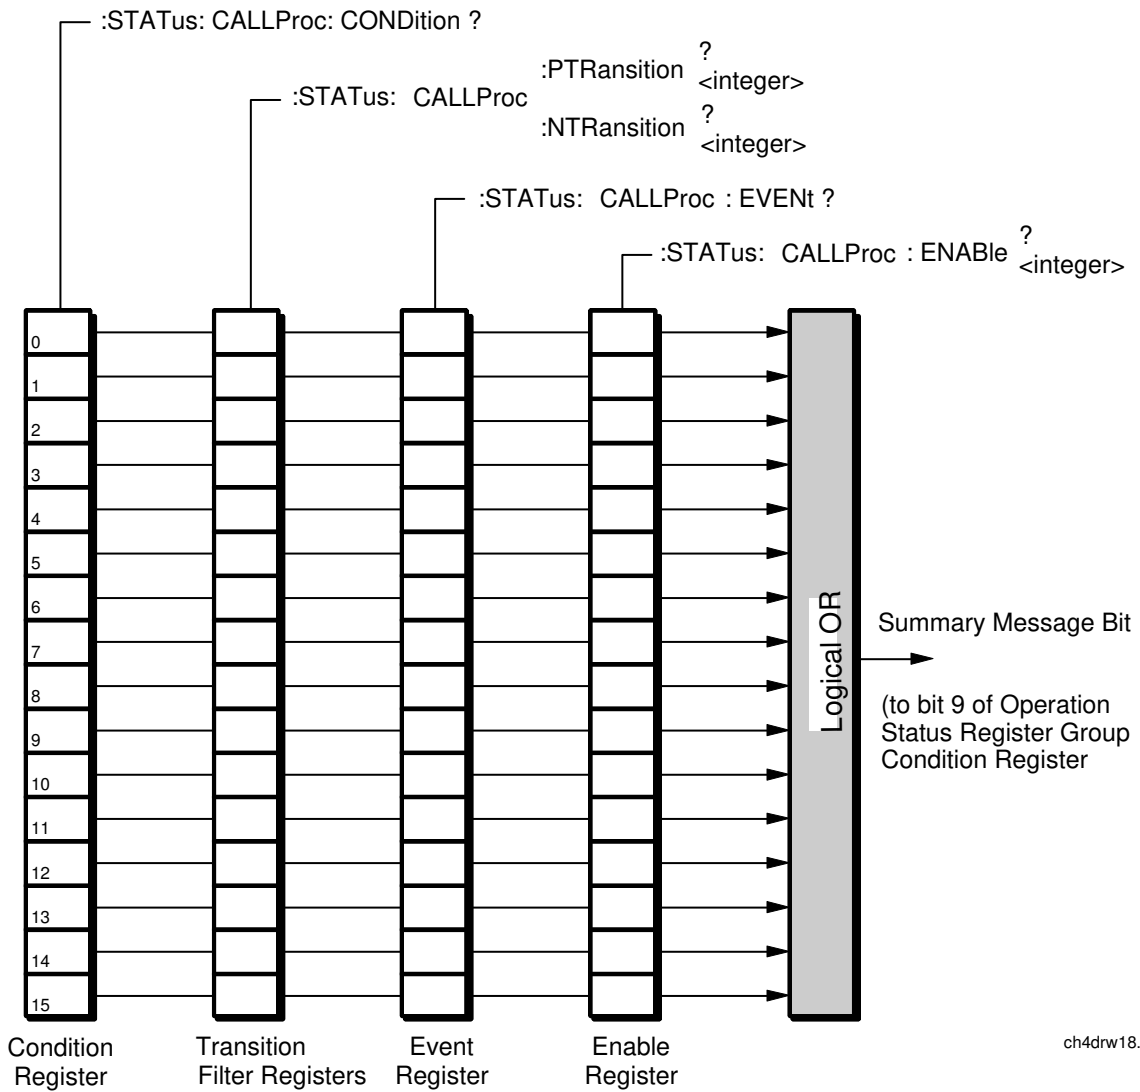 :STATus: CALLProc: CONDition ?
?
:PTRansition
<integer>
:STATus: CALLProc
?
:NTRansition
<integer>
:STATus: CALLProc : EVENt ?
?
:STATus: CALLProc : ENABle
<integer>
0
1
2
3
4
5
6
7
8
9
10
11
12
13
14
15
Logical OR
Summary Message Bit
(to bit 9 of Operation
Status Register Group
Condition Register
Condition
Register
Transition
Filter Registers
Event
Register
Enable
Register
ch4drw18.